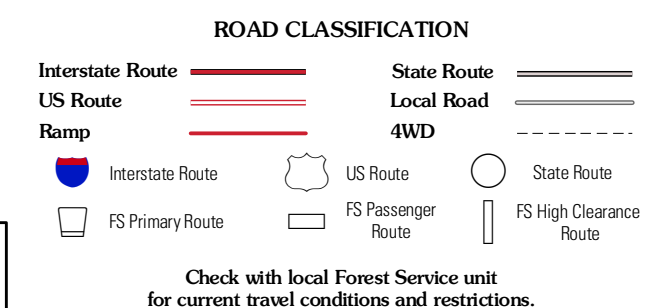 ROAD CLASSIFICATION
Interstate Route
State Route
US Route
Local Road
Ramp
4WD
Interstate Route
US Route
State Route
FS Primary Route
FS Passenger
Route
FS High Clearance
Route
Check with local Forest Service unit
for current travel conditions and restrictions.